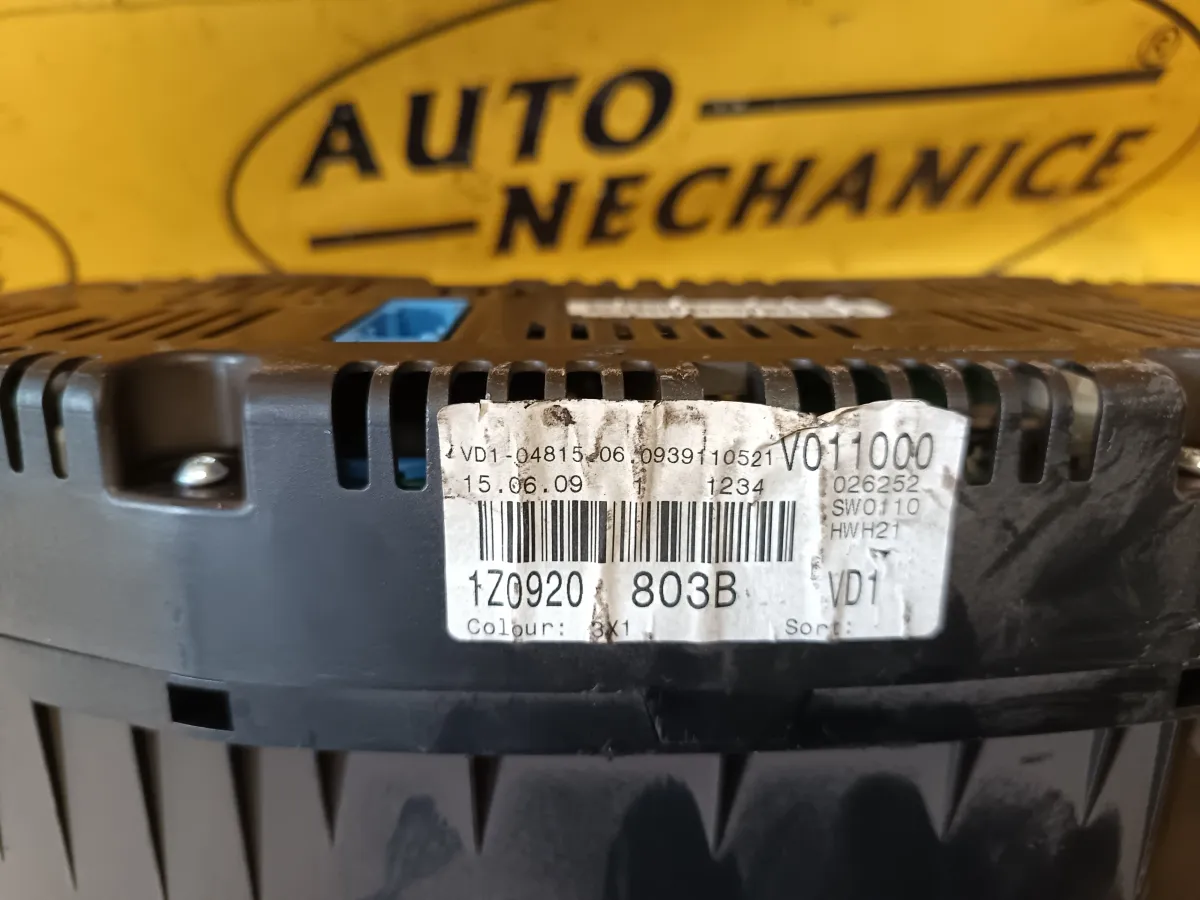 AUTO
NECHANICE
®
VD1-04815 06 0939110521 V011000
15.06.09 1 1234 026252
SW0110
HWH21
1Z0920 803B VD1
Colour: 3X1 Sort: